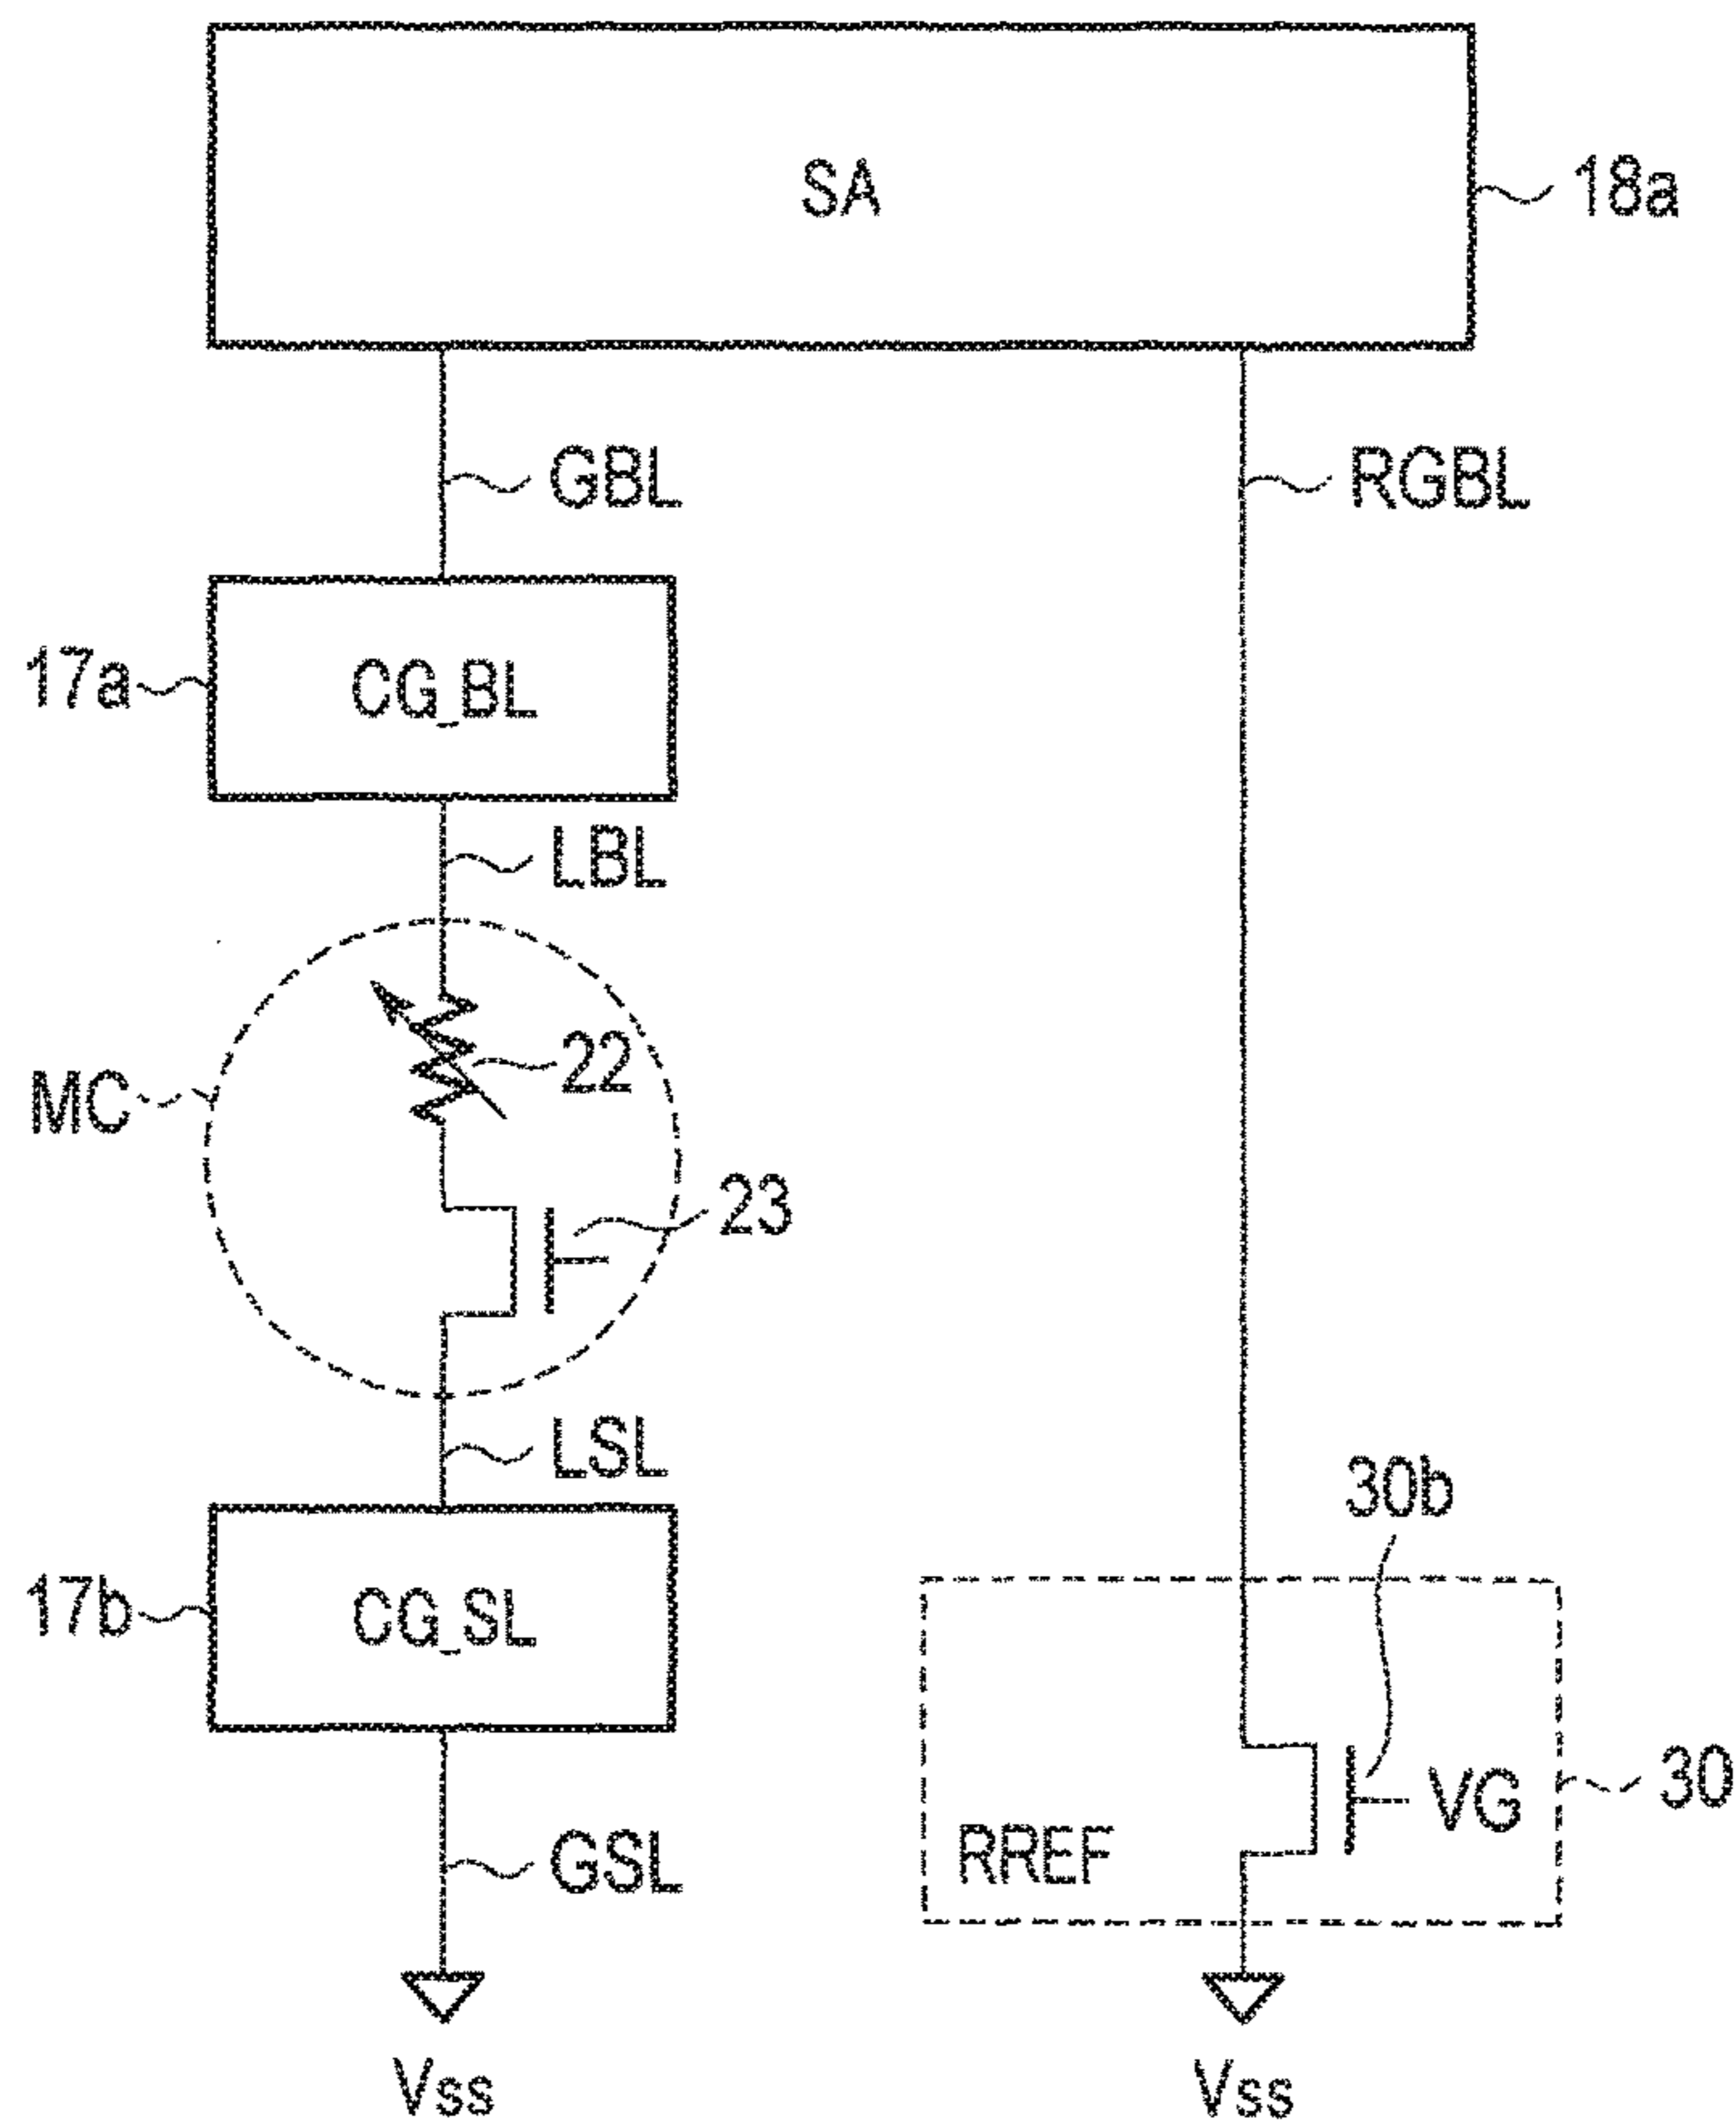 SA
18a
GBL
RGBL
17a
CG_BL
LBL
22
MC
23
LSL
30b
17b
CG_SL
VG
30
RREF
GSL
Vss
Vss